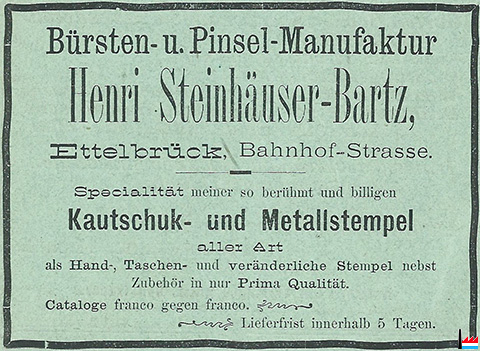 Bürsten- u. Pinsel-Manufaktur
Henri Steinhäuser-Bartz,
Ettelbrück, Bahnhof-Strasse.
Specialität meiner so berühmt und billigen
Kautschuk- und Metallstempel
aller Art
als Hand-, Taschen- und veränderliche Stempel nebst
Zubehör in nur Prima Qualität.
Cataloge franco gegen franco.
Lieferfrist innerhalb 5 Tagen.